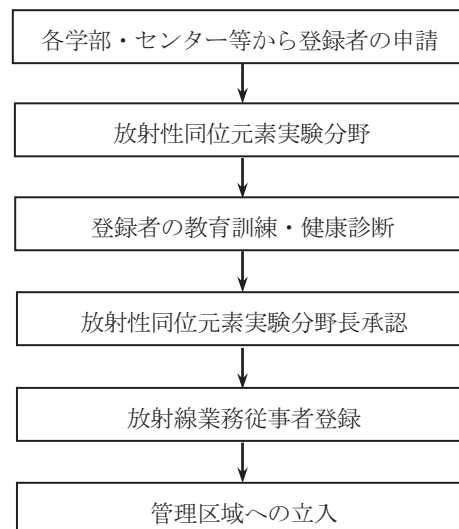 各学部・センター等から登録者の申請
放射性同位元素実験分野
登録者の教育訓練・健康診断
放射性同位元素実験分野長承認
放射線業務従事者登録
管理区域への立入